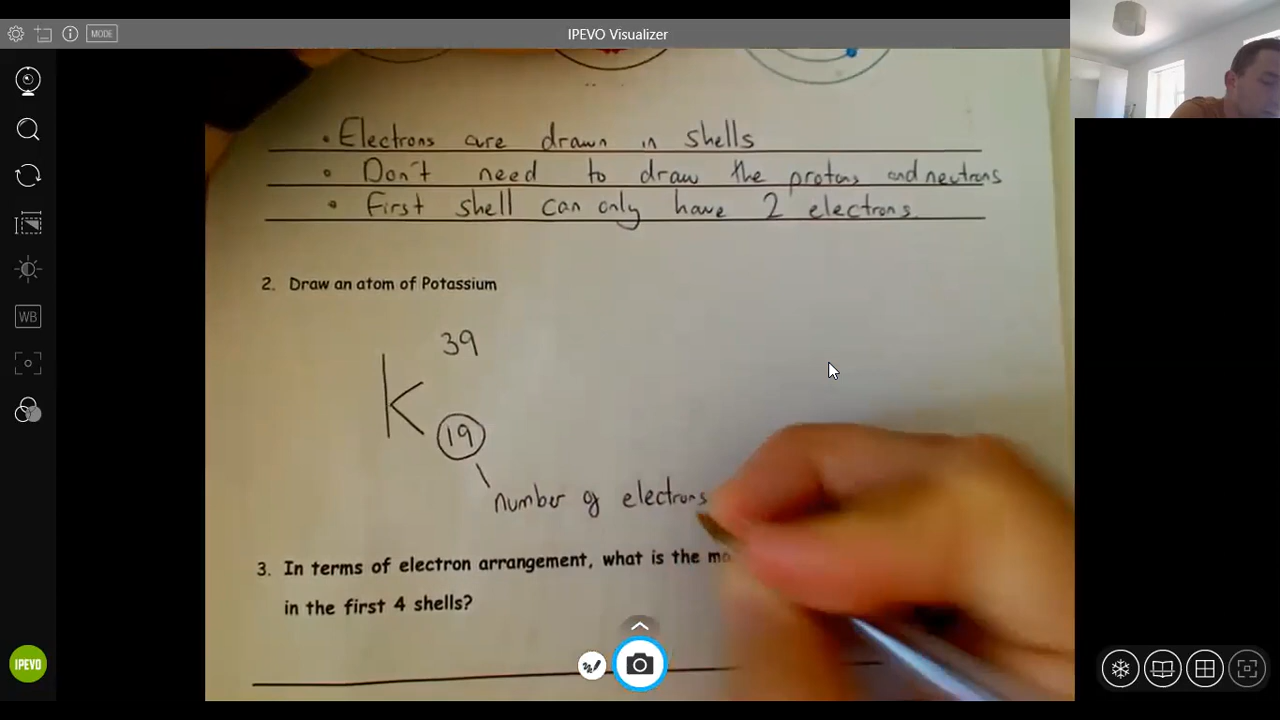 MODE
IPEVO Visualizer
• Electrons are drawn in shells
• Don't need to draw the protons and neutrons
• First shell can only have 2 electrons
2. Draw an atom of Potassium
39
K
19
number of electrons
3. In terms of electron arrangement, what is the
in the first 4 shells?
WB
IPEVO